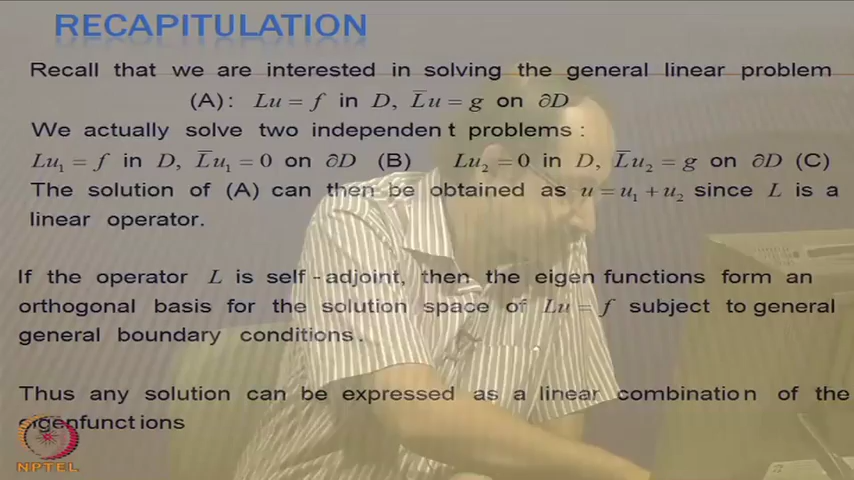 RECAPITULATION
Recall that we are interested in solving the general linear problem
(A): Lu = f in D, L̄u = g on ∂D
We actually solve two independen t problems :
Lu₁ = f in D, L̄u₁ = 0 on ∂D (B) Lu₂ = 0 in D, L̄u₂ = g on ∂D (C)
The solution of (A) can then be obtained as u = u₁ + u₂ since L is a
linear operator.
If the operator L is self - adjoint, then the eigen functions form an
orthogonal basis for the solution space of Lu = f subject to general
general boundary conditions.
Thus any solution can be expressed as a linear combinatio n of the
eigenfunct ions
NPTEL